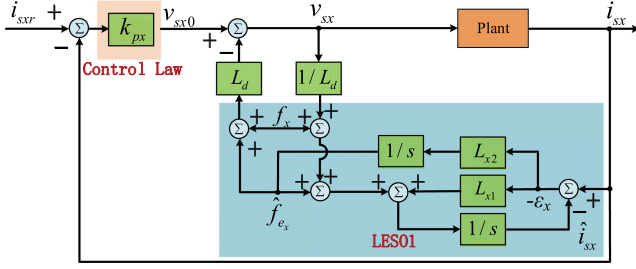 i_sxr + v_sx0 v_sx i_sx
Σ k_px + Σ Plant
− −
Control Law L_d 1/L_d
+ f_x +
Σ Σ
+ 1/s L_x2
+ + + + L_x1 Σ +
Σ Σ -ε_x −
f̂_ex 1/s î_sx
LESO1